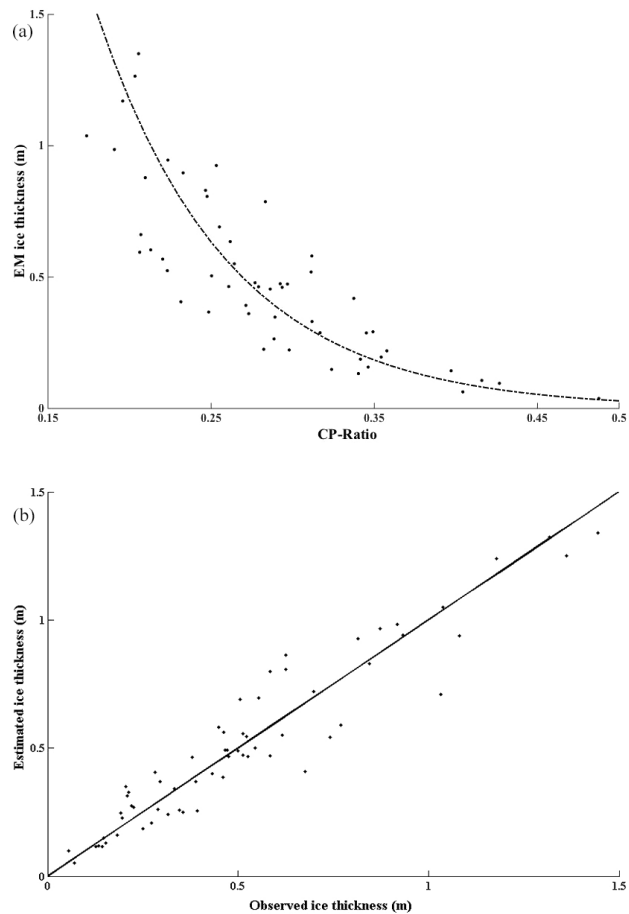 (a)
1.5
1
0.5
0
EM ice thickness (m)
0.15
0.25
0.35
0.45
0.5
CP-Ratio
(b)
1.5
1
0.5
0
Estimated ice thickness (m)
0
0.5
1
1.5
Observed ice thickness (m)